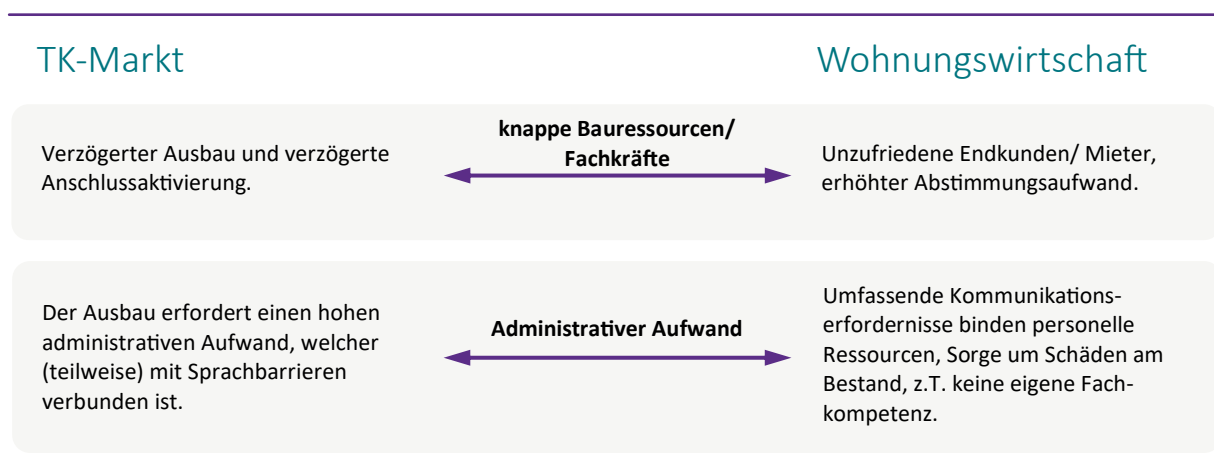 TK-Markt
Wohnungswirtschaft
Verzögerter Ausbau und verzögerte
Anschlussaktivierung.
knappe Bauressourcen/
Fachkräfte
Unzufriedene Endkunden/ Mieter,
erhöhter Abstimmungsaufwand.
Der Ausbau erfordert einen hohen
administrativen Aufwand, welcher
(teilweise) mit Sprachbarrieren
verbunden ist.
Administrativer Aufwand
Umfassende Kommunikations-
erfordernisse binden personelle
Ressourcen, Sorge um Schäden am
Bestand, z.T. keine eigene Fach-
kompetenz.